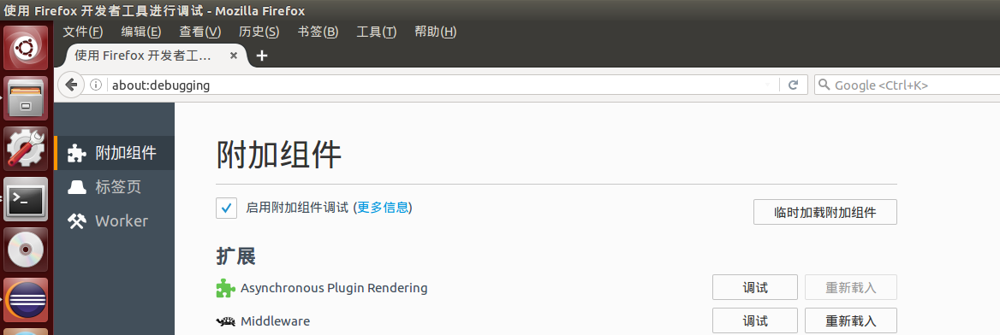 使用 Firefox 开发者工具进行调试 - Mozilla Firefox
文件(F) 编辑(E) 查看(V) 历史(S) 书签(B) 工具(T) 帮助(H)
使用 Firefox 开发者工...
about:debugging
Google <Ctrl+K>
附加组件
标签页
Worker
附加组件
启用附加组件调试 (更多信息)
临时加载附加组件
扩展
Asynchronous Plugin Rendering
调试
重新载入
Middleware
调试
重新载入